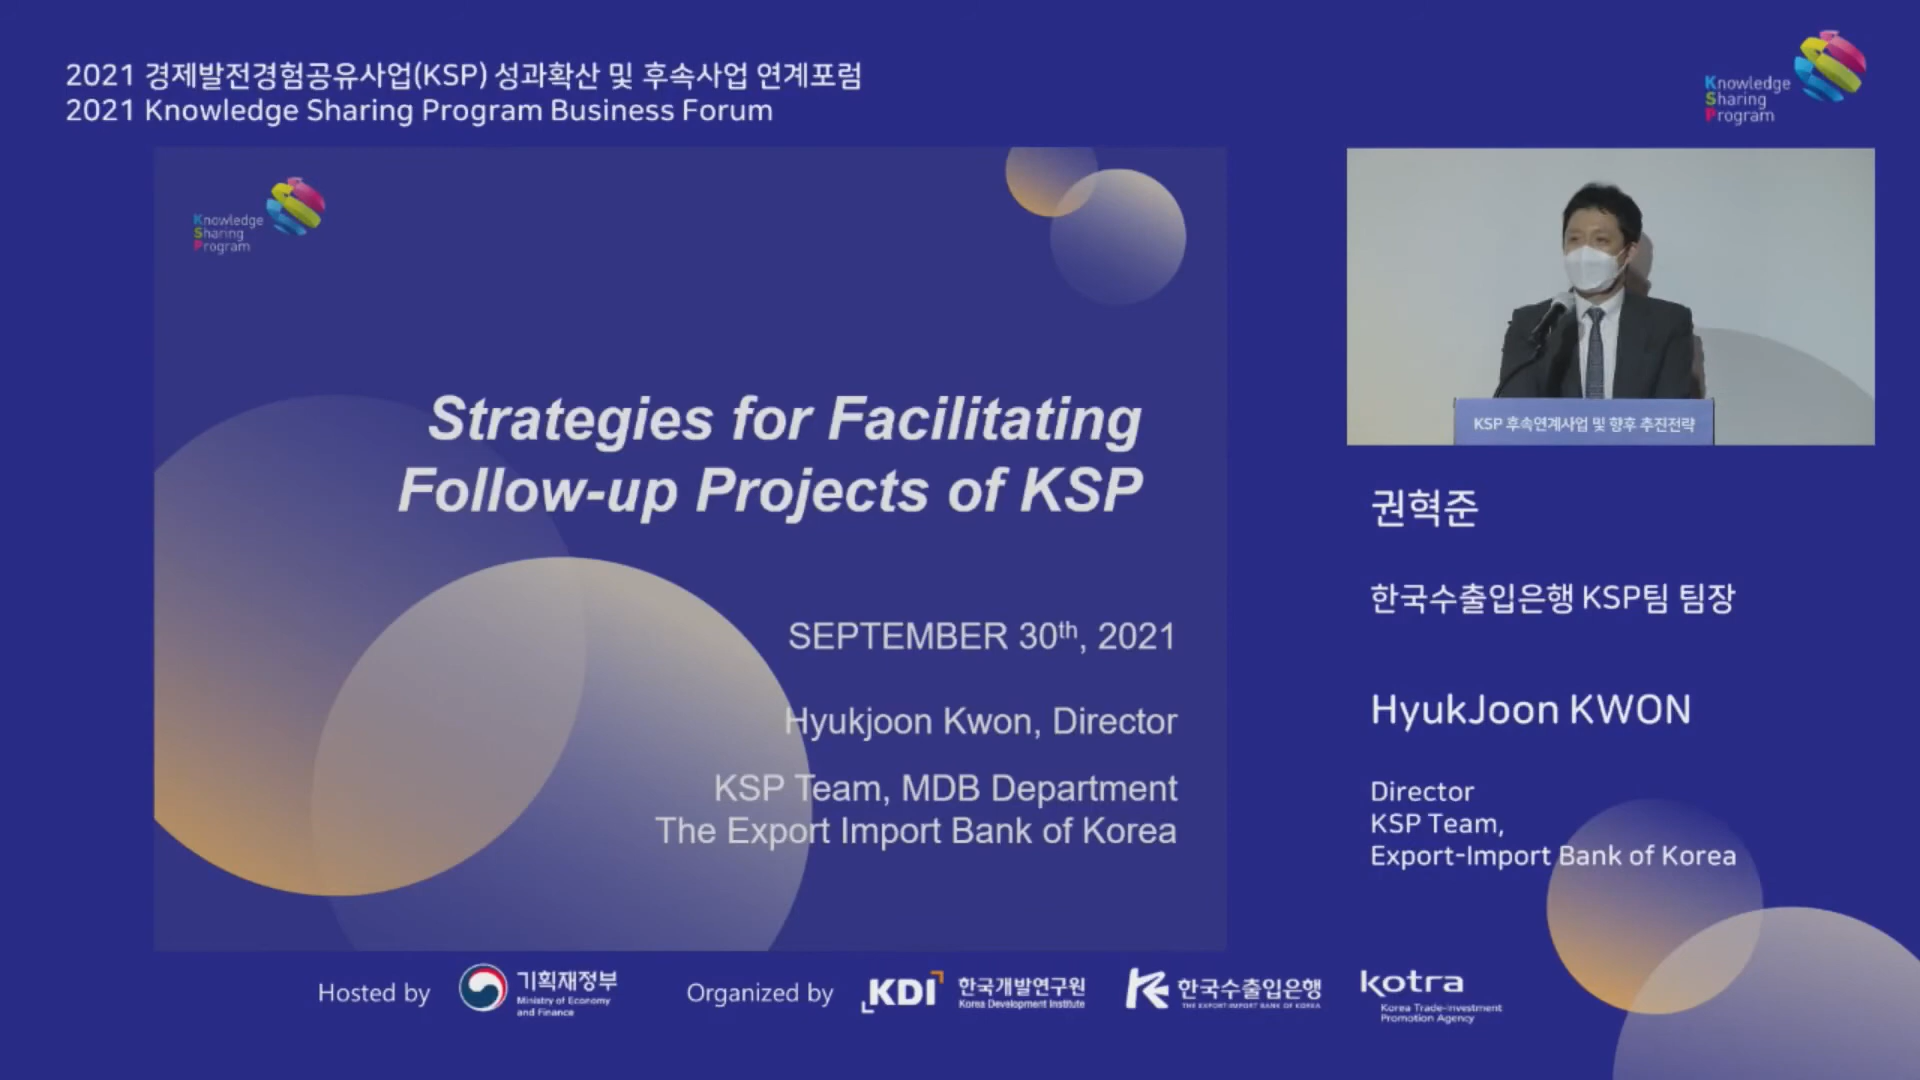 2021 경제발전경험공유사업(KSP) 성과확산 및 후속사업 연계포럼
2021 Knowledge Sharing Program Business Forum
Knowledge
Sharing
Program
Knowledge
Sharing
Program
Strategies for Facilitating
Follow-up Projects of KSP
SEPTEMBER 30th, 2021
Hyukjoon Kwon, Director
KSP Team, MDB Department
The Export Import Bank of Korea
KSP 후속연계사업 및 향후 추진전략
권혁준
한국수출입은행 KSP팀 팀장
HyukJoon KWON
Director
KSP Team,
Export-Import Bank of Korea
Hosted by
기획재정부
Ministry of Economy
and Finance
Organized by
KDI
한국개발연구원
Korea Development Institute
한국수출입은행
THE EXPORT-IMPORT BANK OF KOREA
kotra
Korea Trade-Investment
Promotion Agency